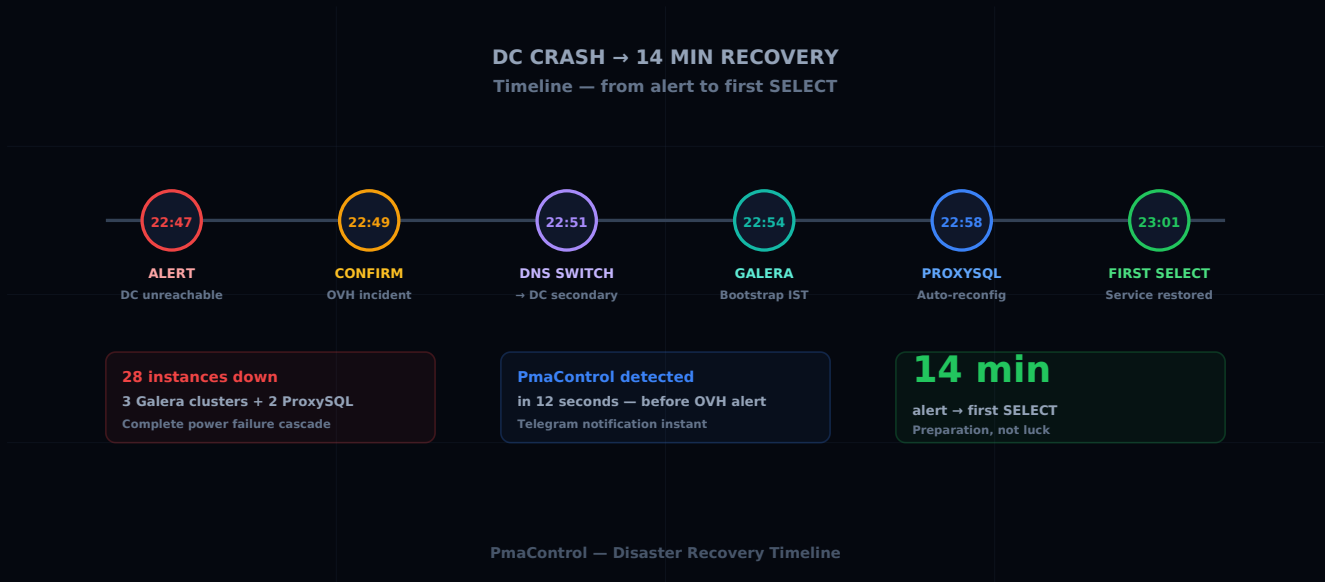 DC CRASH → 14 MIN RECOVERY
Timeline — from alert to first SELECT
22:47
22:49
22:51
22:54
22:58
23:01
ALERT
CONFIRM
DNS SWITCH
GALERA
PROXYSQL
FIRST SELECT
DC unreachable
OVH incident
→ DC secondary
Bootstrap IST
Auto-reconfig
Service restored
28 instances down
3 Galera clusters + 2 ProxySQL
Complete power failure cascade
PmaControl detected
in 12 seconds — before OVH alert
Telegram notification instant
14 min
alert → first SELECT
Preparation, not luck
PmaControl — Disaster Recovery Timeline